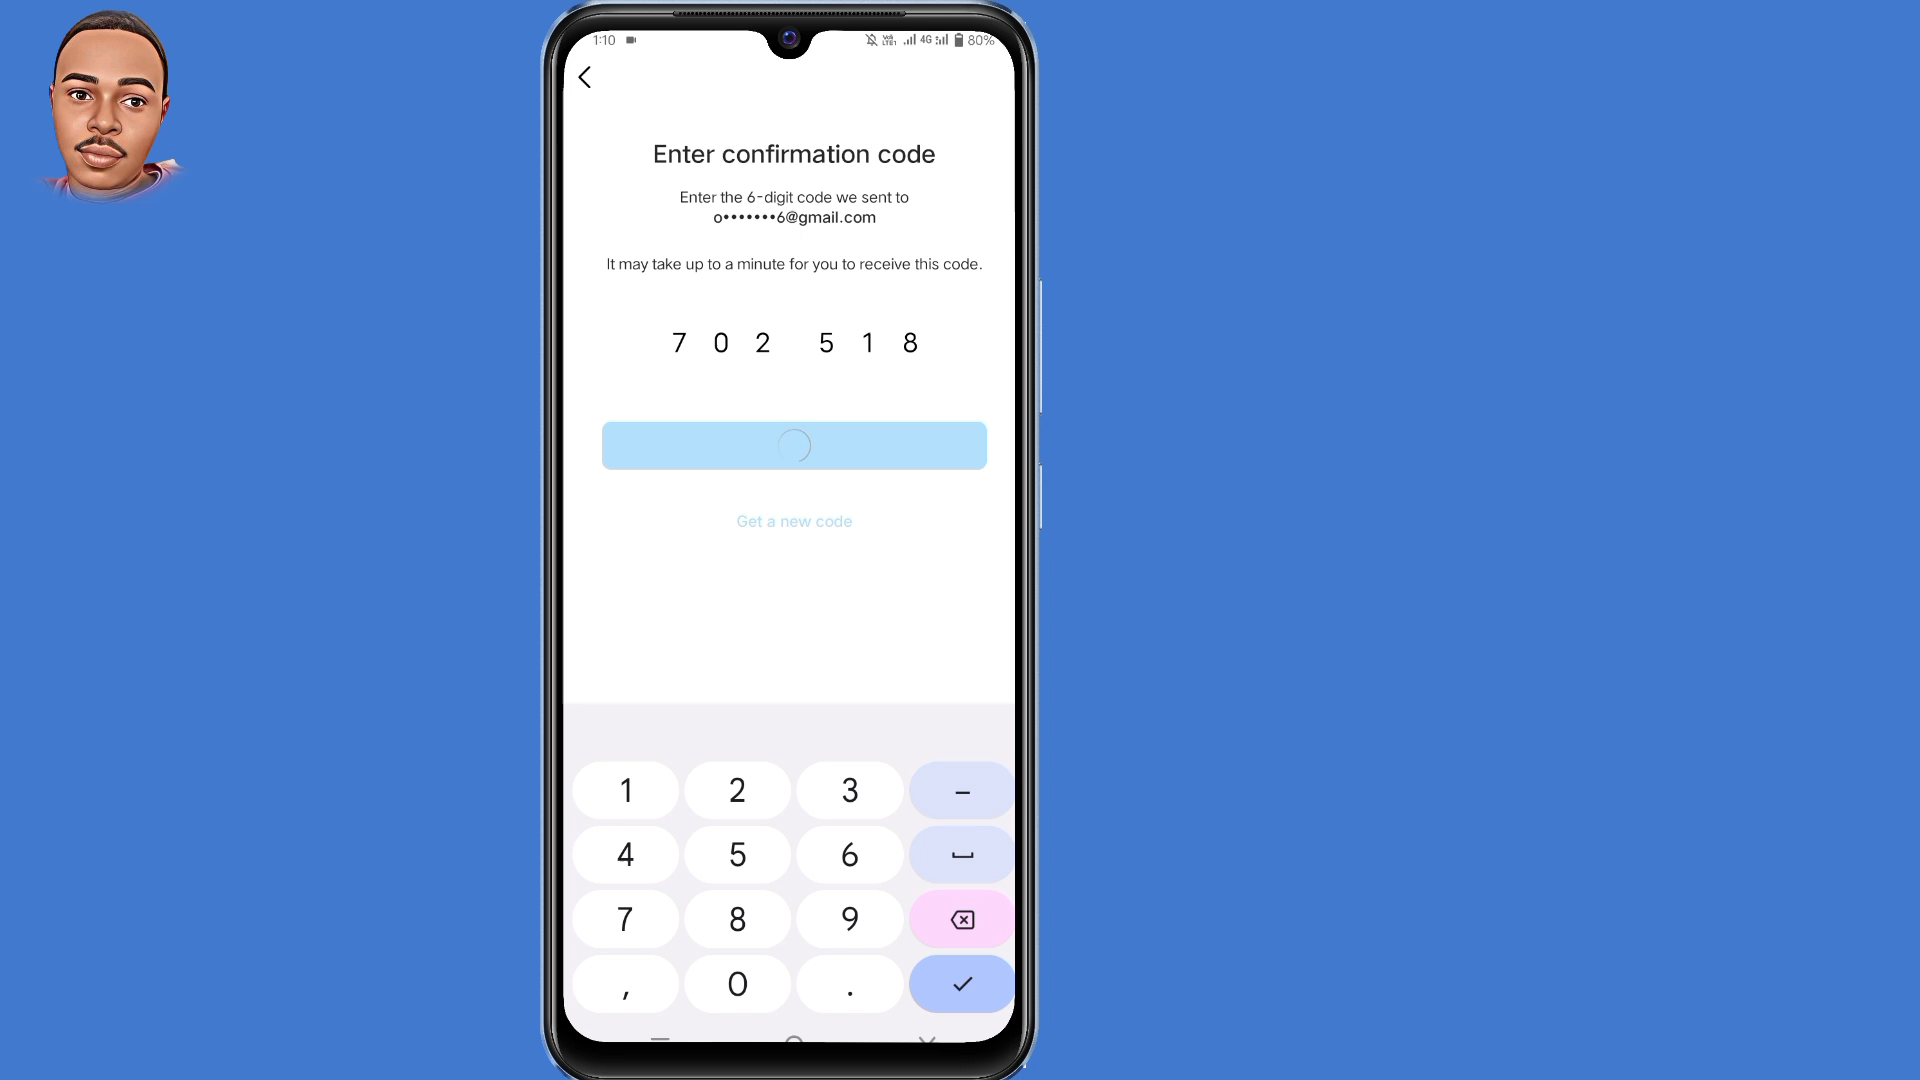 1:10 4G 80%
Enter confirmation code
Enter the 6-digit code we sent to
o•••••••6@gmail.com
It may take up to a minute for you to receive this code.
7 0 2 5 1 8
Get a new code
1 2 3 –
4 5 6
7 8 9
, 0 .